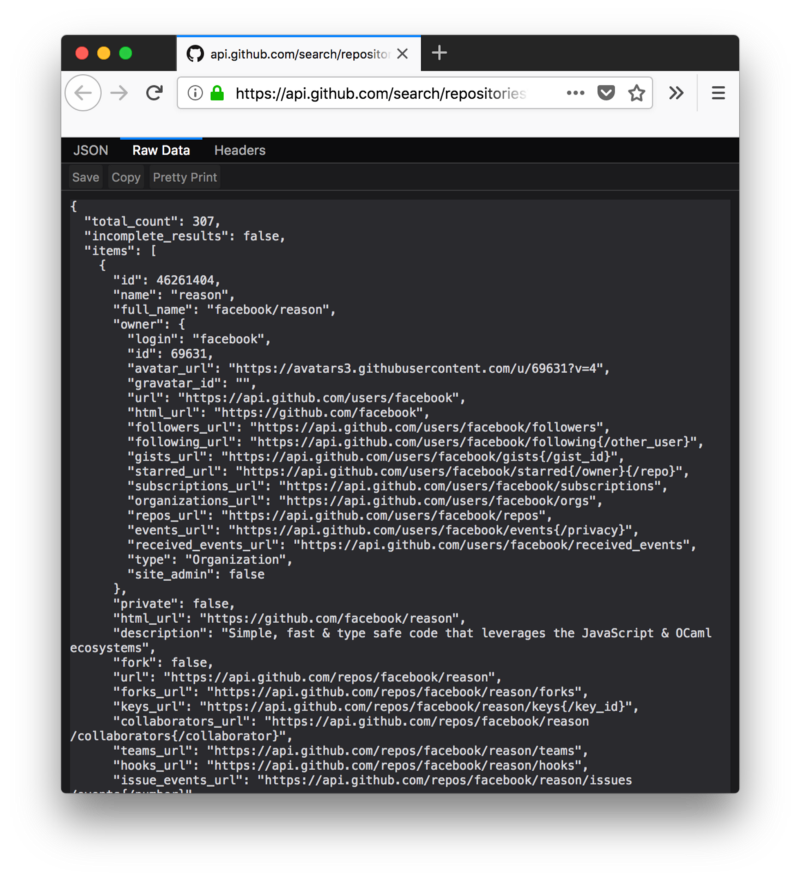 api.github.com/search/repositor
https://api.github.com/search/repositories
JSON
Raw Data
Headers
Save
Copy
Pretty Print
{
"total_count": 307,
"incomplete_results": false,
"items": [
{
"id": 46261404,
"name": "reason",
"full_name": "facebook/reason",
"owner": {
"login": "facebook",
"id": 69631,
"avatar_url": "https://avatars3.githubusercontent.com/u/69631?v=4",
"gravatar_id": "",
"url": "https://api.github.com/users/facebook",
"html_url": "https://github.com/facebook",
"followers_url": "https://api.github.com/users/facebook/followers",
"following_url": "https://api.github.com/users/facebook/following{/other_user}",
"gists_url": "https://api.github.com/users/facebook/gists{/gist_id}",
"starred_url": "https://api.github.com/users/facebook/starred{/owner}{/repo}",
"subscriptions_url": "https://api.github.com/users/facebook/subscriptions",
"organizations_url": "https://api.github.com/users/facebook/orgs",
"repos_url": "https://api.github.com/users/facebook/repos",
"events_url": "https://api.github.com/users/facebook/events{/privacy}",
"received_events_url": "https://api.github.com/users/facebook/received_events",
"type": "Organization",
"site_admin": false
},
"private": false,
"html_url": "https://github.com/facebook/reason",
"description": "Simple, fast & type safe code that leverages the JavaScript & OCaml
ecosystems",
"fork": false,
"url": "https://api.github.com/repos/facebook/reason",
"forks_url": "https://api.github.com/repos/facebook/reason/forks",
"keys_url": "https://api.github.com/repos/facebook/reason/keys{/key_id}",
"collaborators_url": "https://api.github.com/repos/facebook/reason
/collaborators{/collaborator}",
"teams_url": "https://api.github.com/repos/facebook/reason/teams",
"hooks_url": "https://api.github.com/repos/facebook/reason/hooks",
"issue_events_url": "https://api.github.com/repos/facebook/reason/issues